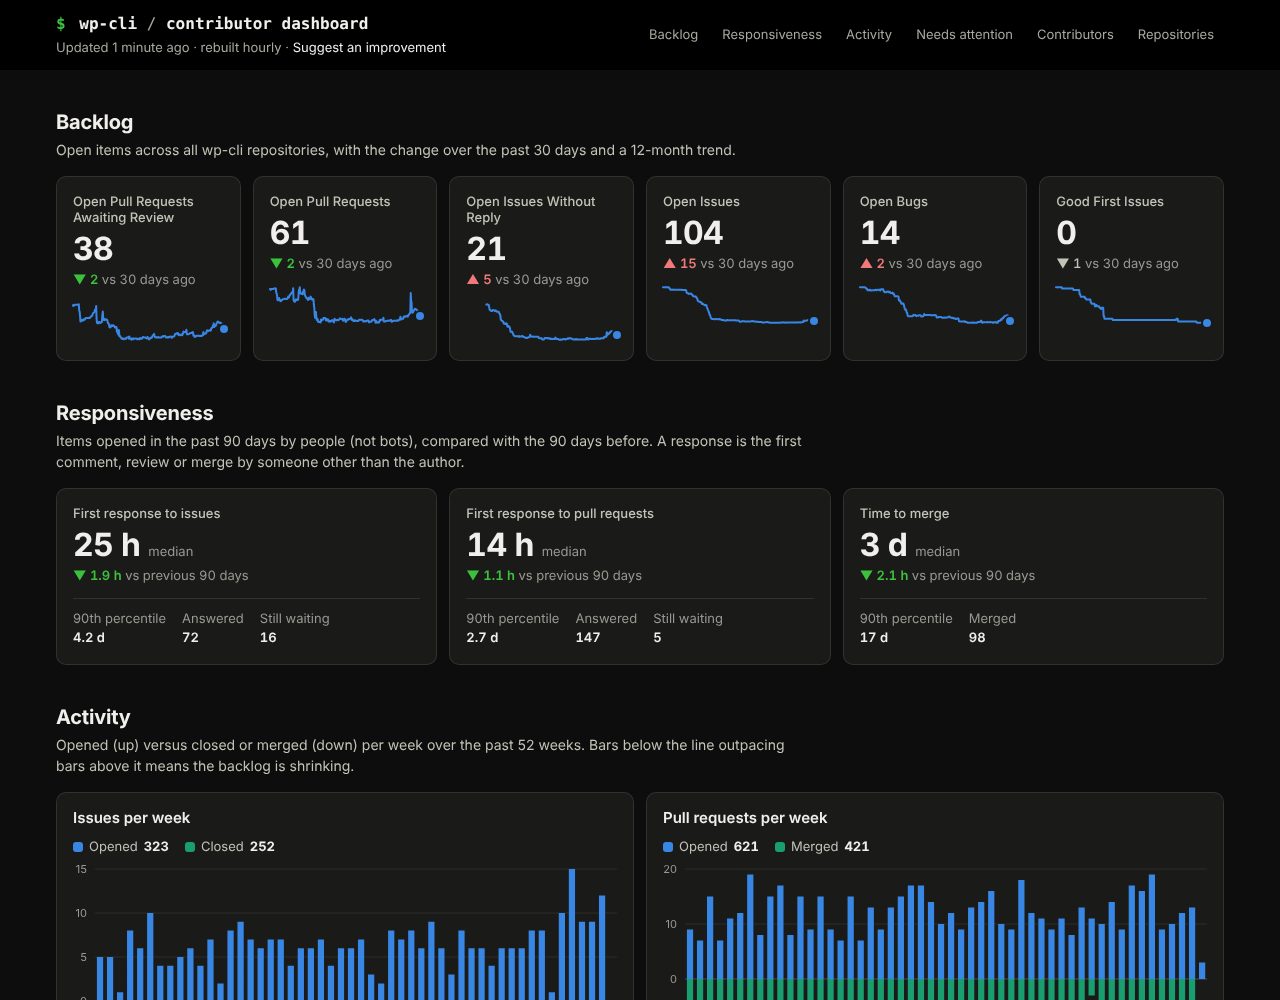 $ wp-cli / contributor dashboard
Updated 1 minute ago · rebuilt hourly · Suggest an improvement
Backlog Responsiveness Activity Needs attention Contributors Repositories
Backlog
Open items across all wp-cli repositories, with the change over the past 30 days and a 12-month trend.
Open Pull Requests
Awaiting Review
38
▼ 2 vs 30 days ago
Open Pull Requests
61
▼ 2 vs 30 days ago
Open Issues Without
Reply
21
▲ 5 vs 30 days ago
Open Issues
104
▲ 15 vs 30 days ago
Open Bugs
14
▲ 2 vs 30 days ago
Good First Issues
0
▼ 1 vs 30 days ago
Responsiveness
Items opened in the past 90 days by people (not bots), compared with the 90 days before. A response is the first
comment, review or merge by someone other than the author.
First response to issues
25 h median
▼ 1.9 h vs previous 90 days
90th percentile Answered Still waiting
4.2 d 72 16
First response to pull requests
14 h median
▼ 1.1 h vs previous 90 days
90th percentile Answered Still waiting
2.7 d 147 5
Time to merge
3 d median
▼ 2.1 h vs previous 90 days
90th percentile Merged
17 d 98
Activity
Opened (up) versus closed or merged (down) per week over the past 52 weeks. Bars below the line outpacing
bars above it means the backlog is shrinking.
Issues per week
Opened 323 Closed 252
15
10
5
0
Pull requests per week
Opened 621 Merged 421
20
10
0